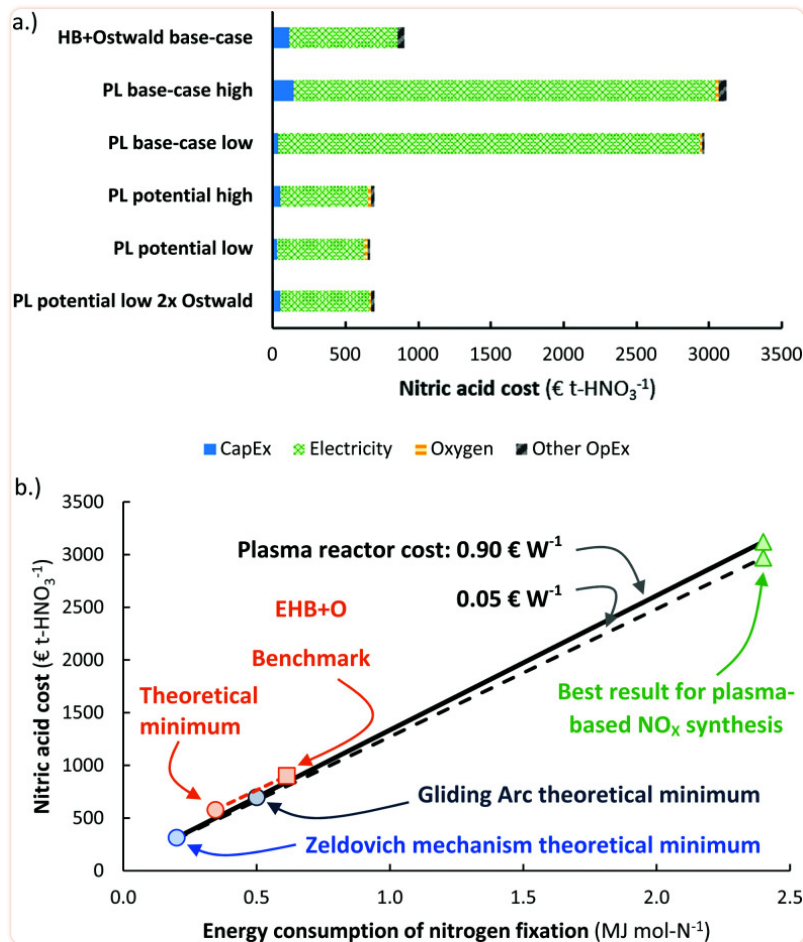 a.)
HB+Ostwald base-case
PL base-case high
PL base-case low
PL potential high
PL potential low
PL potential low 2x Ostwald
0 500 1000 1500 2000 2500 3000 3500
Nitric acid cost (€ t-HNO₃⁻¹)
CapEx Electricity Oxygen Other OpEx
b.)
Nitric acid cost (€ t-HNO₃⁻¹)
3500
3000
2500
2000
1500
1000
500
0
Plasma reactor cost: 0.90 € W⁻¹
0.05 € W⁻¹
EHB+O
Benchmark
Theoretical
minimum
Best result for plasma-
based NOₓ synthesis
Gliding Arc theoretical minimum
Zeldovich mechanism theoretical minimum
0.0 0.5 1.0 1.5 2.0 2.5
Energy consumption of nitrogen fixation (MJ mol-N⁻¹)